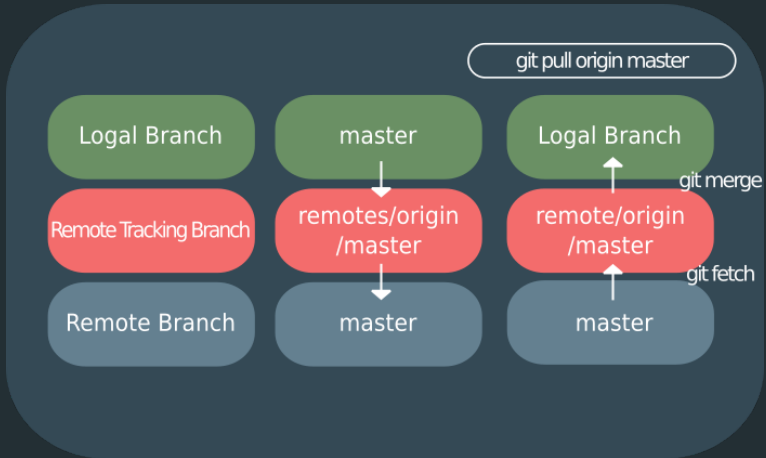 git pull origin master
Logal Branch
master
Logal Branch
git merge
Remote Tracking Branch
remotes/origin
/master
remote/origin
/master
git fetch
Remote Branch
master
master